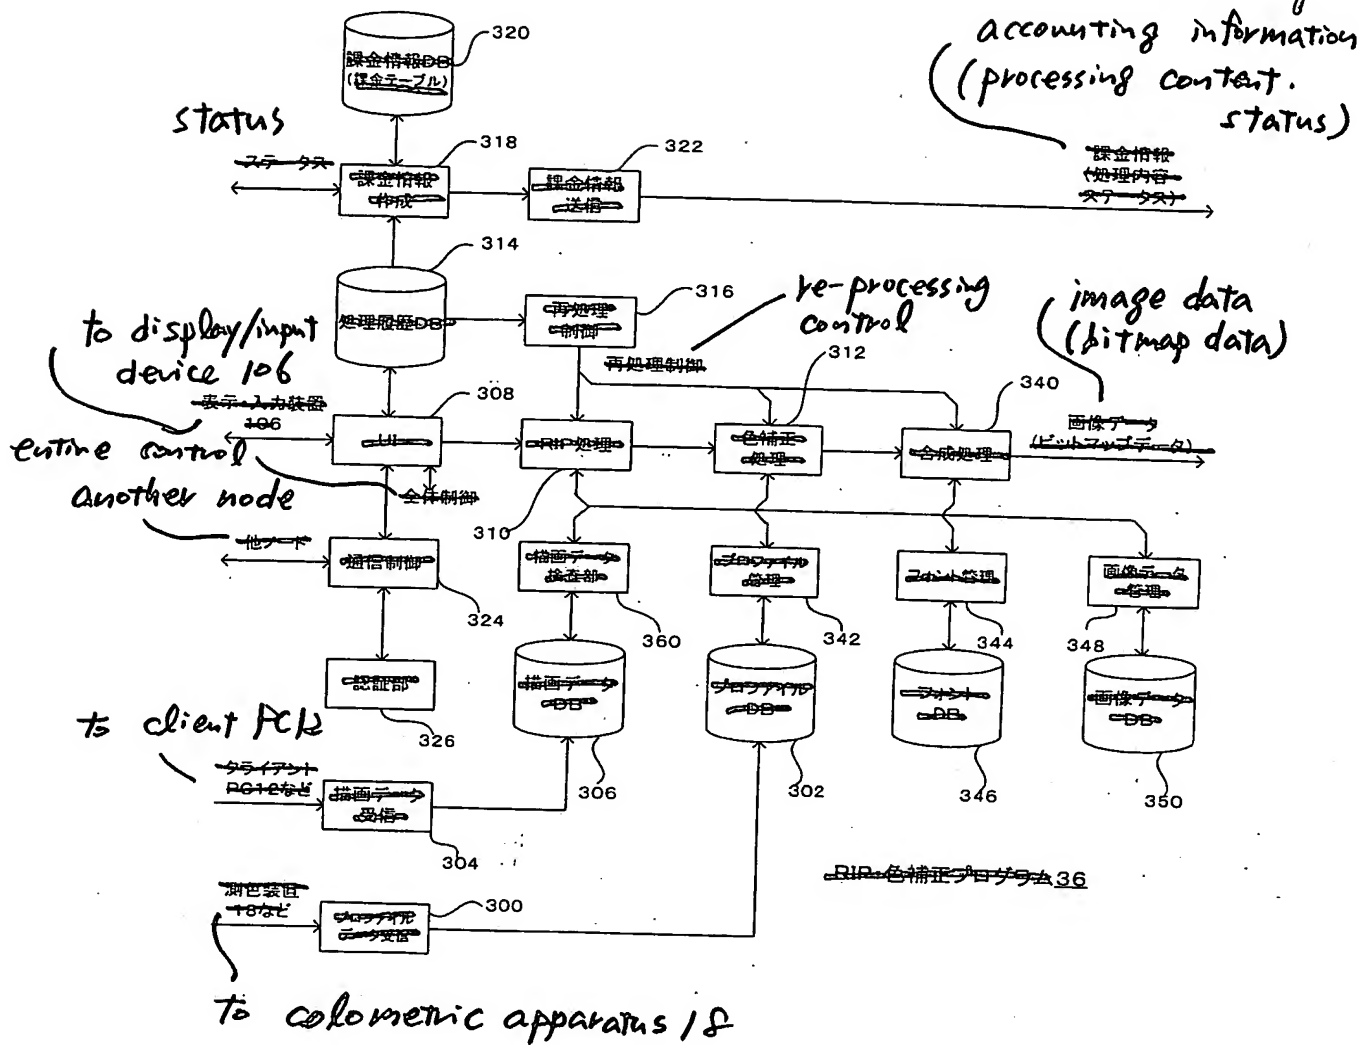 accounting information
(processing content.
status)
320
課金情報DB
(課金テーブル)
status
ステータス
318
課金情報
作成
322
課金情報
送信
課金情報
(処理内容
ステータス)
314
処理履歴DB
316
再処理
制御
re-processing
control
再処理制御
image data
(bitmap data)
to display/input
device 106
表示・入力装置
106
308
UI
312
340
RIP処理
色補正
処理
合成処理
画像データ
(ビットマップデータ)
entire control
全体制御
another node
他ノード
310
通信制御
324
描画データ
検査部
360
プロファイル
管理
342
フォント管理
344
画像データ
管理
348
認証部
326
描画データ
DB
306
プロファイル
DB
302
フォント
DB
346
画像データ
DB
350
to client PC12
クライアント
PC12など
描画データ
受信
304
RIP・色補正プログラム36
測色装置
18など
プロファイル
データ受信
300
to colometric apparatus 18